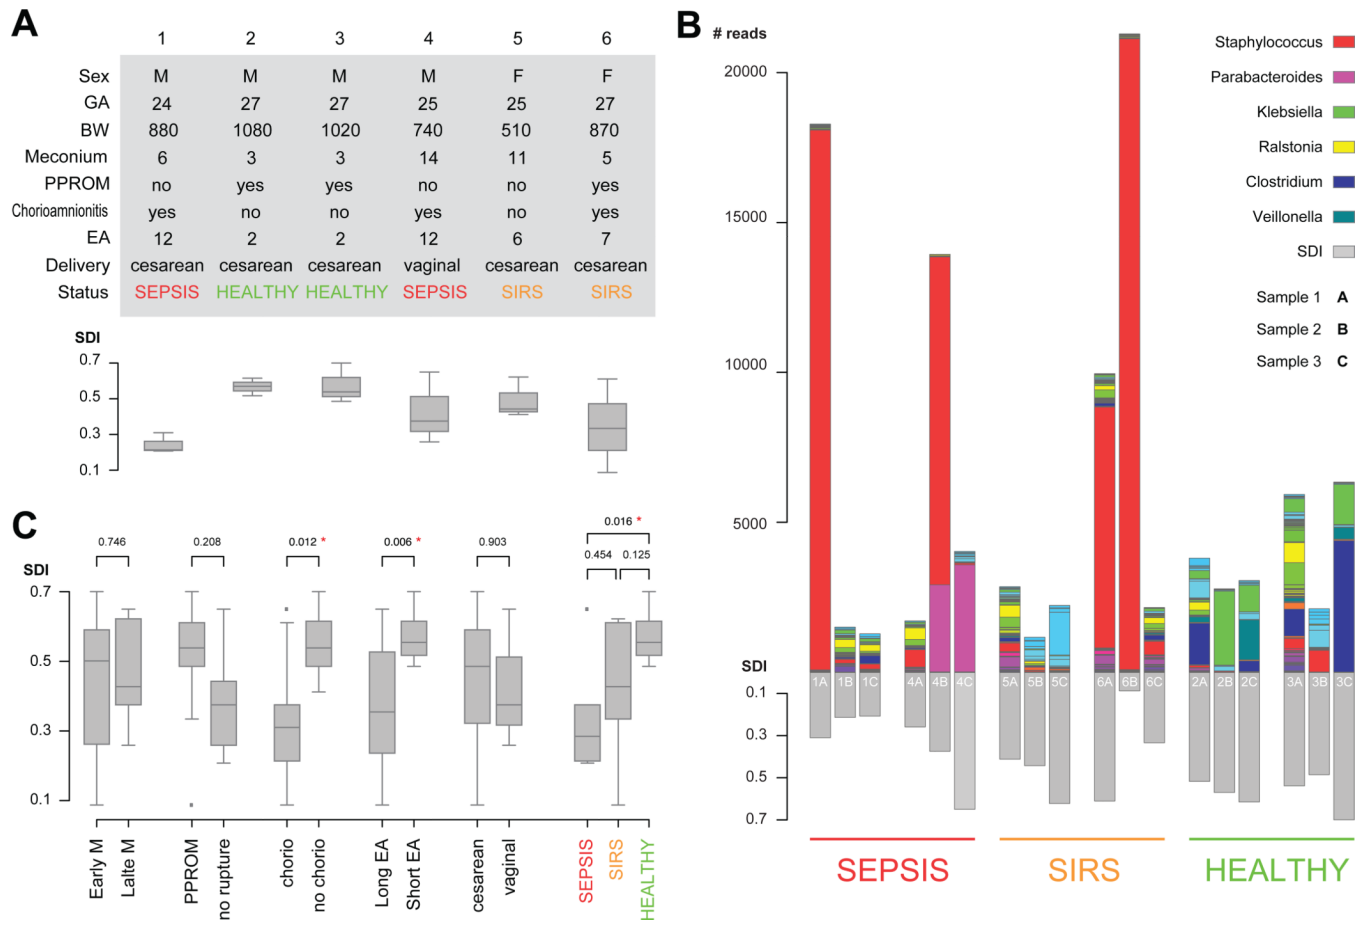 A
1 2 3 4 5 6
Sex M M M M F F
GA 24 27 27 25 25 27
BW 880 1080 1020 740 510 870
Meconium 6 3 3 14 11 5
PPROM no yes yes no no yes
Chorioamnionitis yes no no yes no yes
EA 12 2 2 12 6 7
Delivery cesarean cesarean cesarean vaginal cesarean cesarean
Status SEPSIS HEALTHY HEALTHY SEPSIS SIRS SIRS
SDI
0.7
0.5
0.3
0.1
B
# reads
20000
15000
10000
5000
SDI
0.1
0.3
0.5
0.7
Staphylococcus
Parabacteroides
Klebsiella
Ralstonia
Clostridium
Veillonella
SDI
Sample 1 A
Sample 2 B
Sample 3 C
1A 1B 1C 4A 4B 4C 5A 5B 5C 6A 6B 6C 2A 2B 2C 3A 3B 3C
SEPSIS SIRS HEALTHY
C
SDI
0.7
0.5
0.3
0.1
0.016 *
0.746 0.208 0.012 * 0.006 * 0.903 0.454 0.125
Early M
Lalte M
PPROM
no rupture
chorio
no chorio
Long EA
Short EA
cesarean
vaginal
SEPSIS
SIRS
HEALTHY